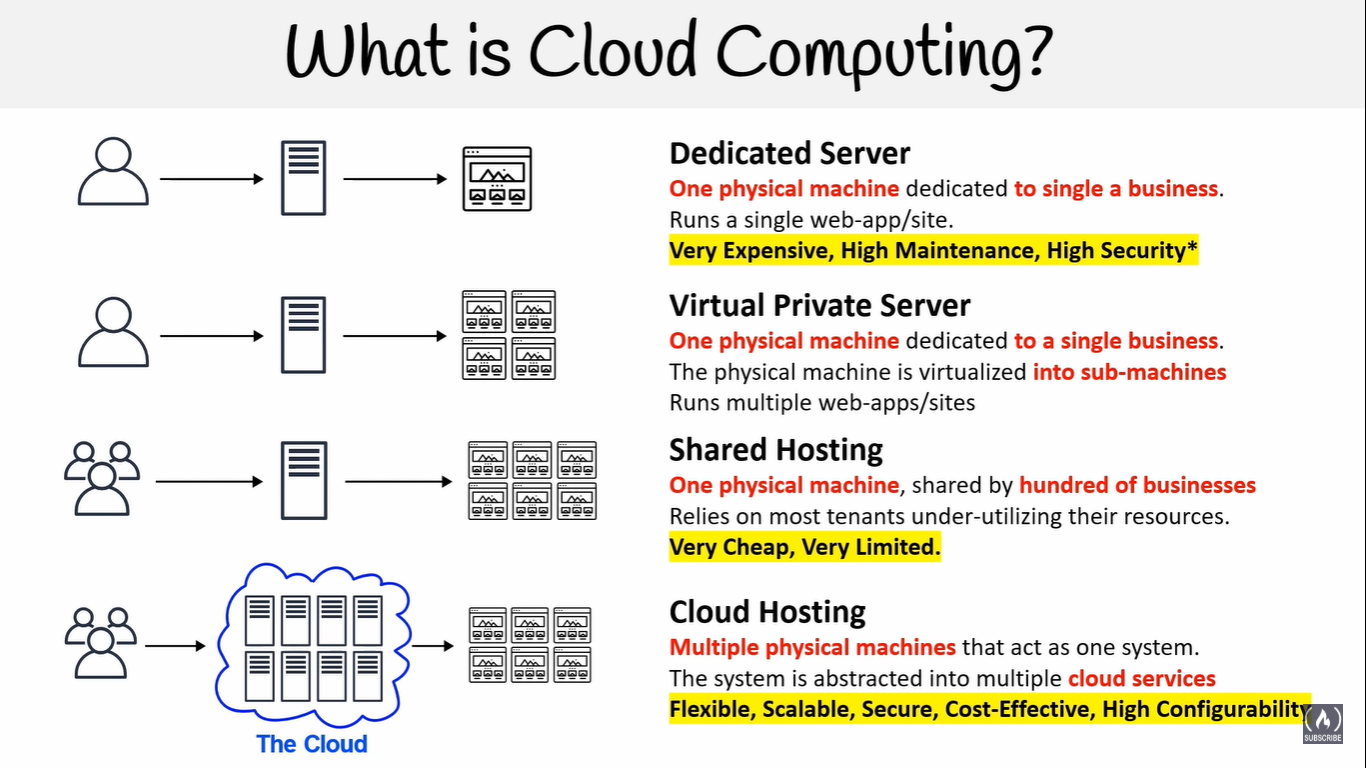 What is Cloud Computing?
Dedicated Server
One physical machine dedicated to single a business.
Runs a single web-app/site.
Very Expensive, High Maintenance, High Security*
Virtual Private Server
One physical machine dedicated to a single business.
The physical machine is virtualized into sub-machines
Runs multiple web-apps/sites
Shared Hosting
One physical machine, shared by hundred of businesses
Relies on most tenants under-utilizing their resources.
Very Cheap, Very Limited.
Cloud Hosting
Multiple physical machines that act as one system.
The system is abstracted into multiple cloud services
Flexible, Scalable, Secure, Cost-Effective, High Configurability
SUBSCRIBE
The Cloud